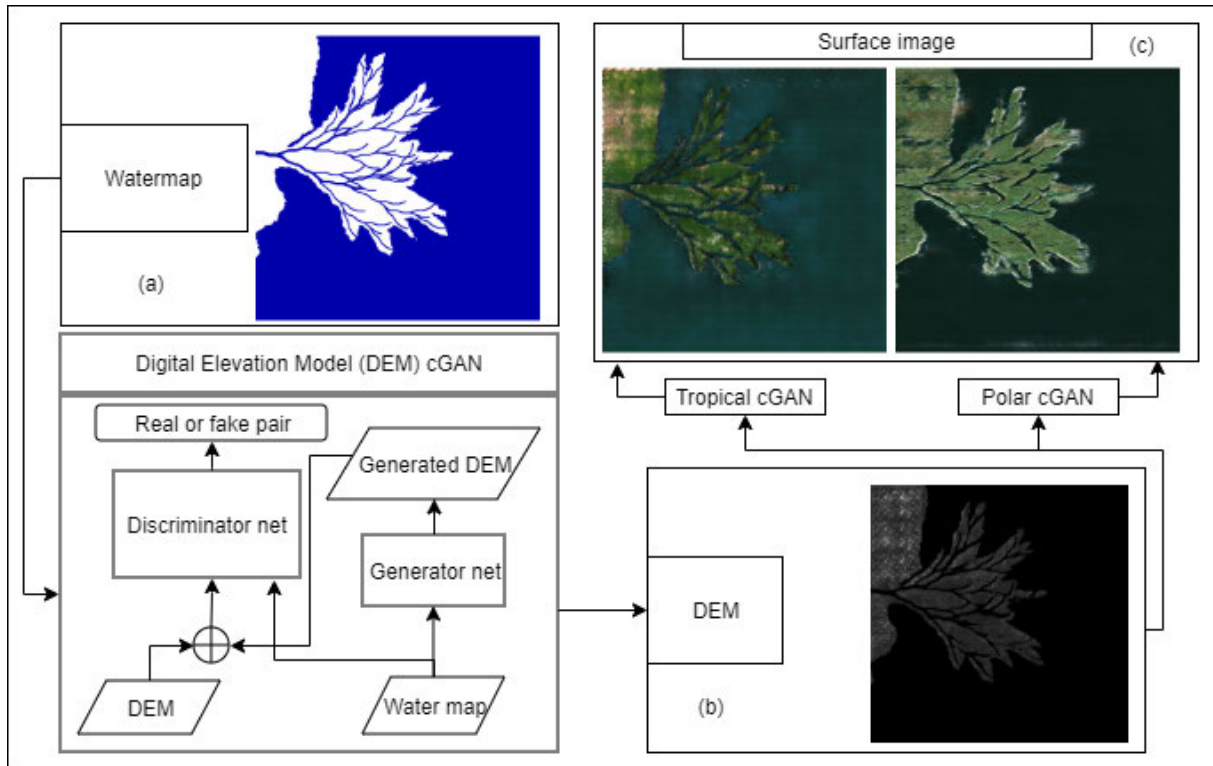 Watermap
(a)
Digital Elevation Model (DEM) cGAN
Real or fake pair
Generated DEM
Discriminator net
Generator net
DEM
Water map
Surface image
(c)
Tropical cGAN
Polar cGAN
DEM
(b)